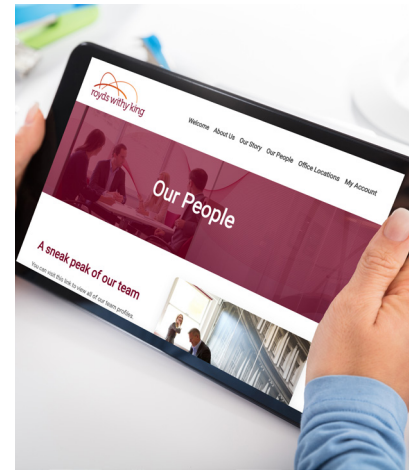 royds withy king
Welcome About Us Our Story Our People Office Locations My Account
Our People
A sneak peak of our team
You can visit this link to view all of our team profiles.